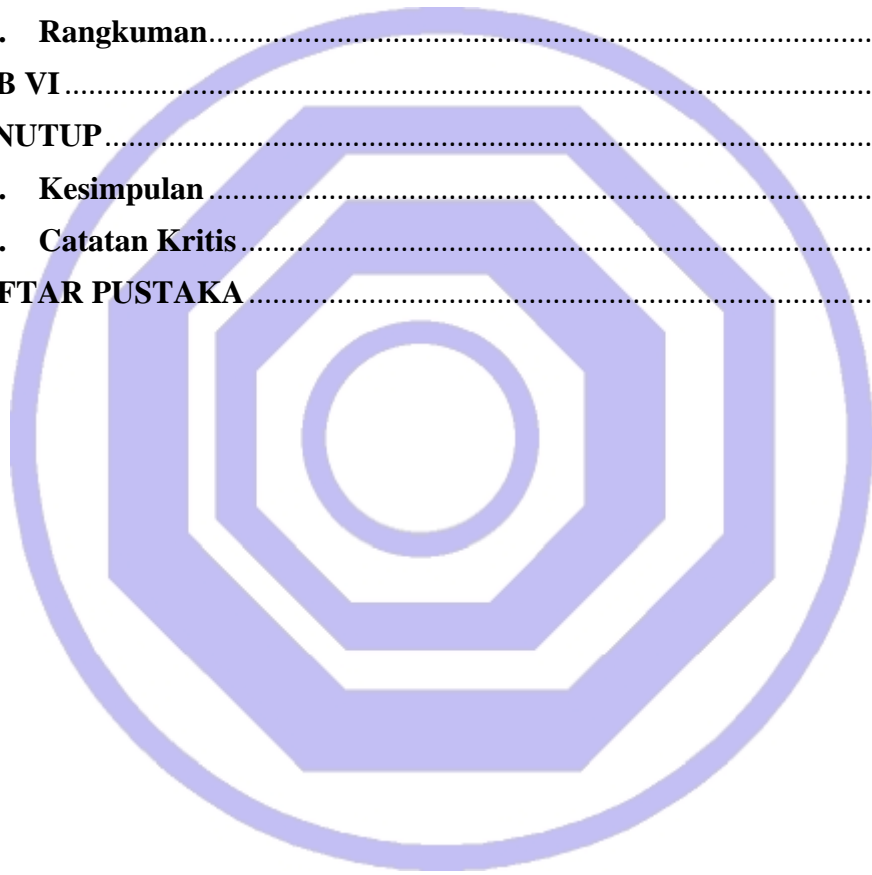 . Rangkuman........................................................................
B VI........................................................................
NUTUP........................................................................
. Kesimpulan........................................................................
. Catatan Kritis........................................................................
FTAR PUSTAKA........................................................................